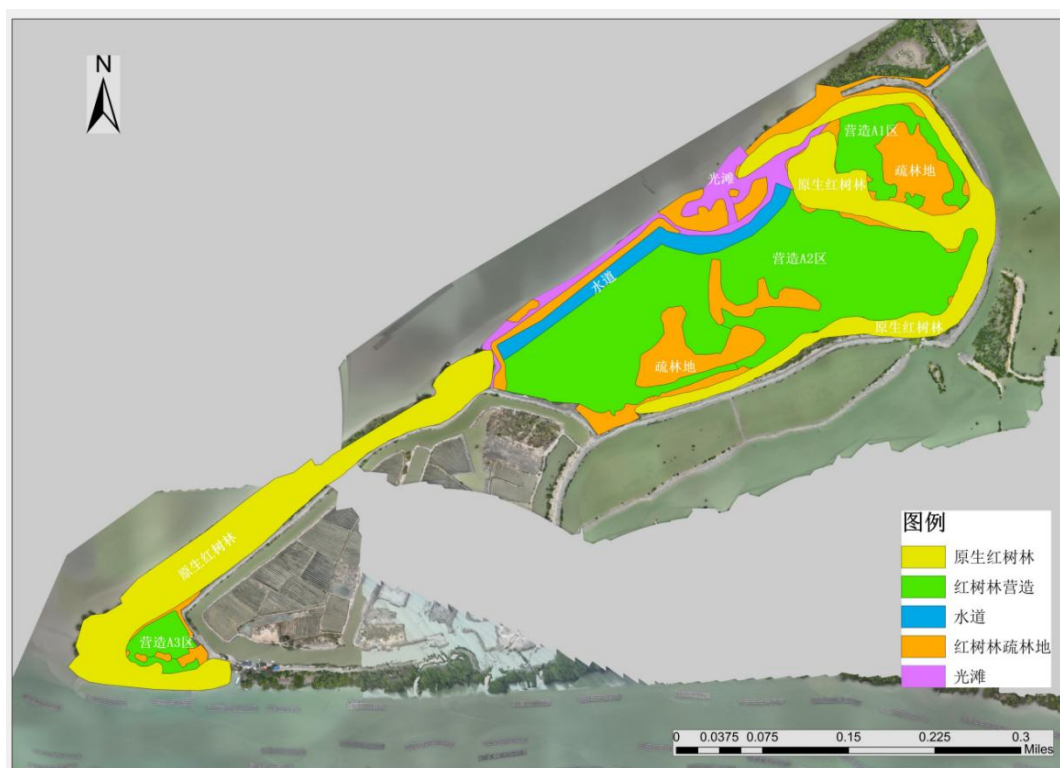 N
营造A1区
疏林地
光滩
原生红树林
营造A2区
水道
原生红树林
疏林地
原生红树林
营造A3区
图例
原生红树林
红树林营造
水道
红树林疏林地
光滩
0 0.0375 0.075 0.15 0.225 0.3
Miles